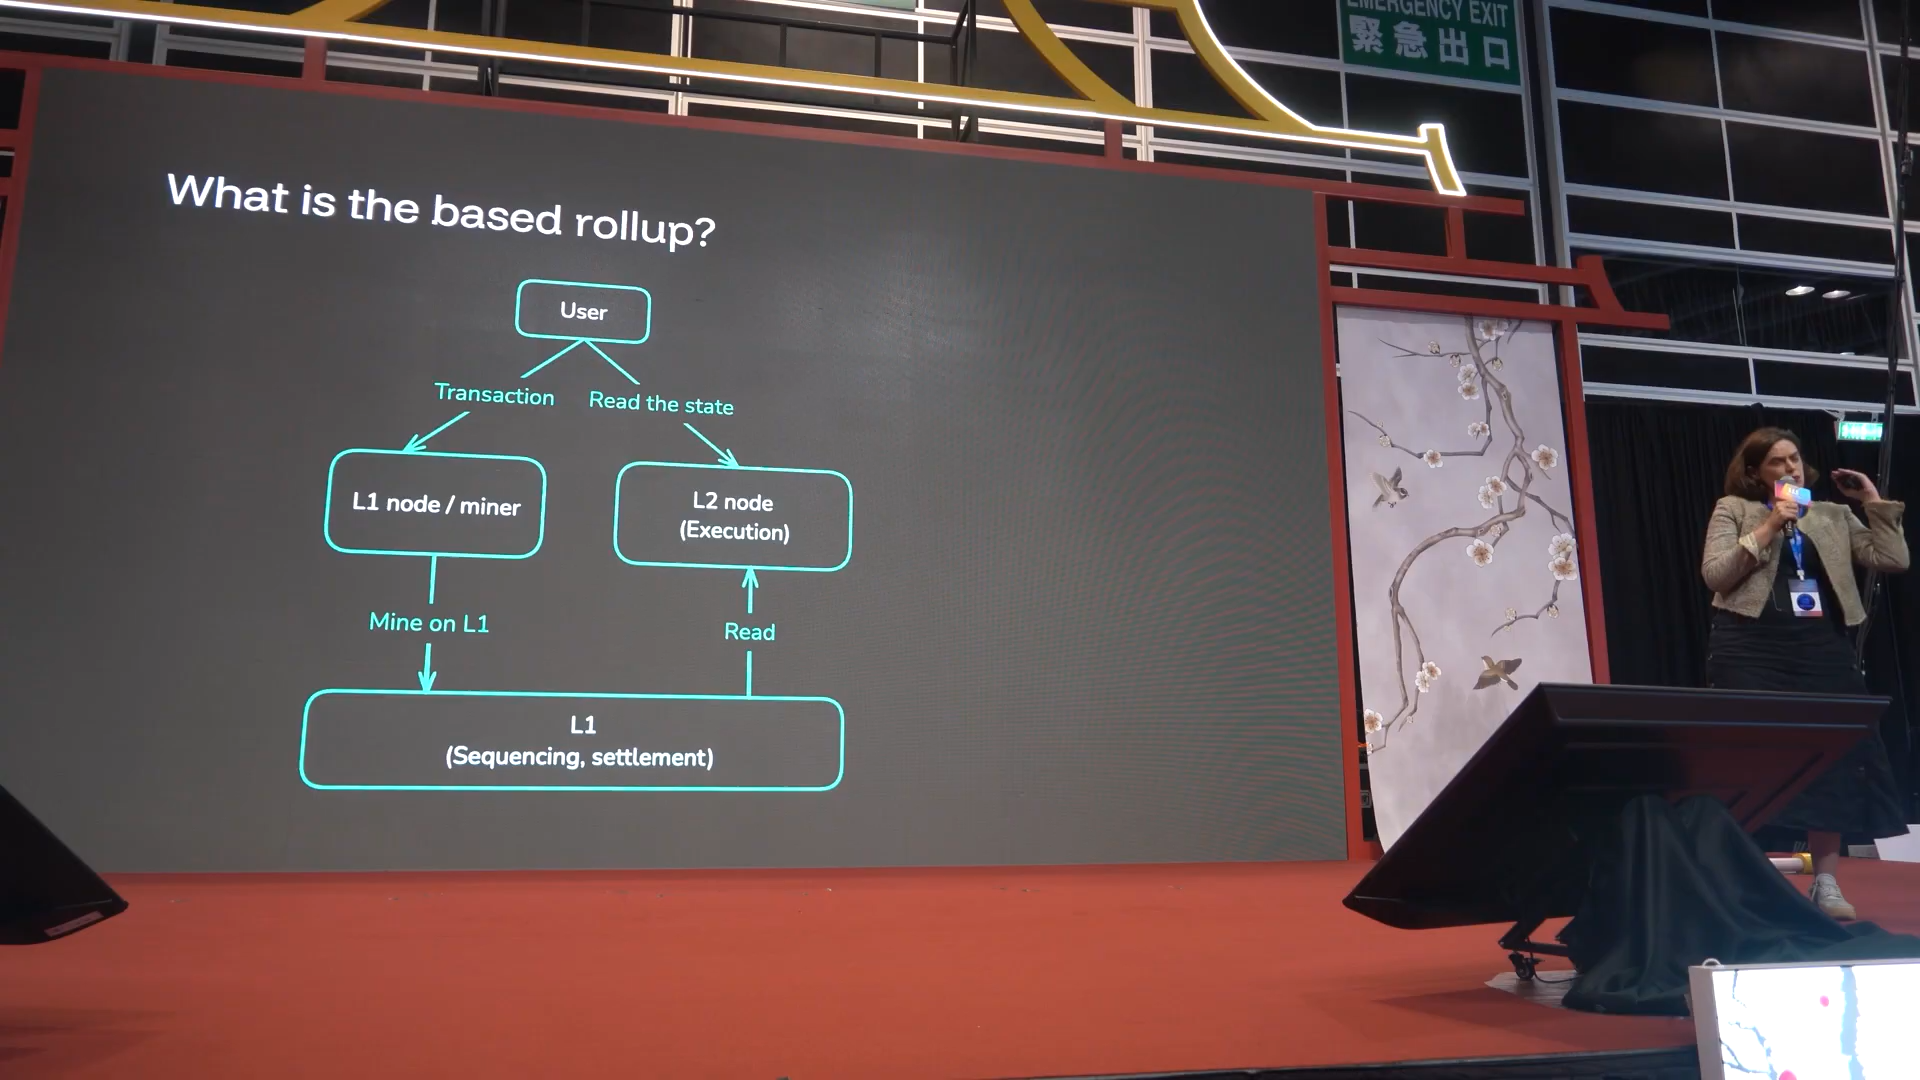 EMERGENCY EXIT
緊急出口
What is the based rollup?
User
Transaction
Read the state
L1 node / miner
L2 node
(Execution)
Mine on L1
Read
L1
(Sequencing, settlement)